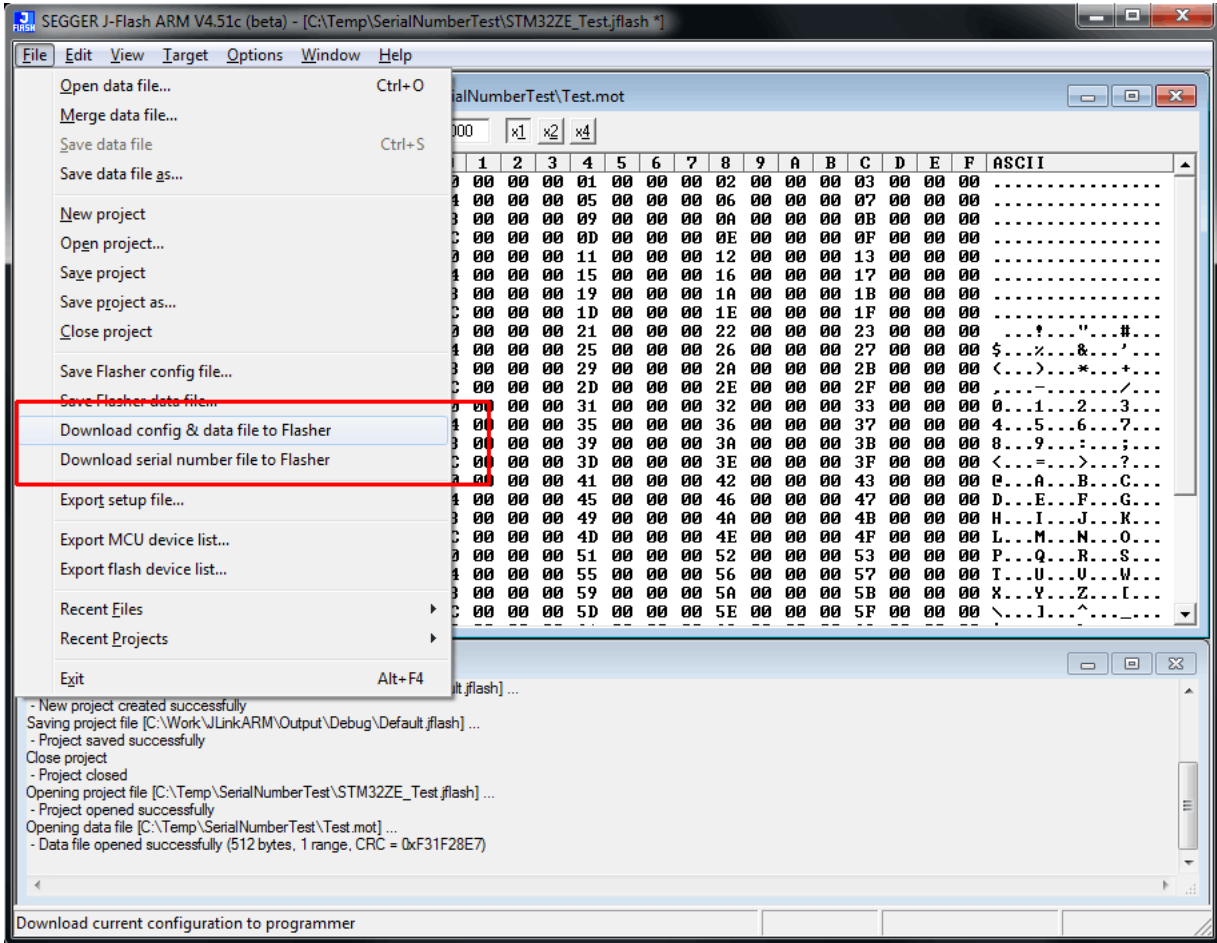 SEGGER J-Flash ARM V4.51c (beta) - [C:\Temp\SerialNumberTest\STM32ZE_Test.jflash *]
File Edit View Target Options Window Help
Open data file... Ctrl+O
Merge data file...
Save data file Ctrl+S
Save data file as...
New project
Open project...
Save project
Save project as...
Close project
Save Flasher config file...
Save Flasher data file...
Download config & data file to Flasher
Download serial number file to Flasher
Export setup file...
Export MCU device list...
Export flash device list...
Recent Files
Recent Projects
Exit Alt+F4
ialNumberTest\Test.mot
x1 x2 x4
1 2 3 4 5 6 7 8 9 A B C D E F ASCII
00 00 00 01 00 00 00 02 00 00 00 03 00 00 00 ................
00 00 00 05 00 00 00 06 00 00 00 07 00 00 00 ................
00 00 00 09 00 00 00 0A 00 00 00 0B 00 00 00 ................
00 00 00 0D 00 00 00 0E 00 00 00 0F 00 00 00 ................
00 00 00 11 00 00 00 12 00 00 00 13 00 00 00 ................
00 00 00 15 00 00 00 16 00 00 00 17 00 00 00 ................
00 00 00 19 00 00 00 1A 00 00 00 1B 00 00 00 ................
00 00 00 1D 00 00 00 1E 00 00 00 1F 00 00 00 ................
00 00 00 21 00 00 00 22 00 00 00 23 00 00 00  ...!..."...#...
00 00 00 25 00 00 00 26 00 00 00 27 00 00 00 $...%...&...'...
00 00 00 29 00 00 00 2A 00 00 00 2B 00 00 00 (...)...*...+...
00 00 00 2D 00 00 00 2E 00 00 00 2F 00 00 00 ,...-......./...
00 00 00 31 00 00 00 32 00 00 00 33 00 00 00 0...1...2...3...
00 00 00 35 00 00 00 36 00 00 00 37 00 00 00 4...5...6...7...
00 00 00 39 00 00 00 3A 00 00 00 3B 00 00 00 8...9...:...;...
00 00 00 3D 00 00 00 3E 00 00 00 3F 00 00 00 <...=...>...?...
00 00 00 41 00 00 00 42 00 00 00 43 00 00 00 @...A...B...C...
00 00 00 45 00 00 00 46 00 00 00 47 00 00 00 D...E...F...G...
00 00 00 49 00 00 00 4A 00 00 00 4B 00 00 00 H...I...J...K...
00 00 00 4D 00 00 00 4E 00 00 00 4F 00 00 00 L...M...N...O...
00 00 00 51 00 00 00 52 00 00 00 53 00 00 00 P...Q...R...S...
00 00 00 55 00 00 00 56 00 00 00 57 00 00 00 T...U...V...W...
00 00 00 59 00 00 00 5A 00 00 00 5B 00 00 00 X...Y...Z...[...
00 00 00 5D 00 00 00 5E 00 00 00 5F 00 00 00 \...]...^..._...
lt.jflash] ...
- New project created successfully
Saving project file [C:\Work\JLinkARM\Output\Debug\Default.jflash] ...
- Project saved successfully
Close project
- Project closed
Opening project file [C:\Temp\SerialNumberTest\STM32ZE_Test.jflash] ...
- Project opened successfully
Opening data file [C:\Temp\SerialNumberTest\Test.mot] ...
- Data file opened successfully (512 bytes, 1 range, CRC = 0xF31F28E7)
Download current configuration to programmer